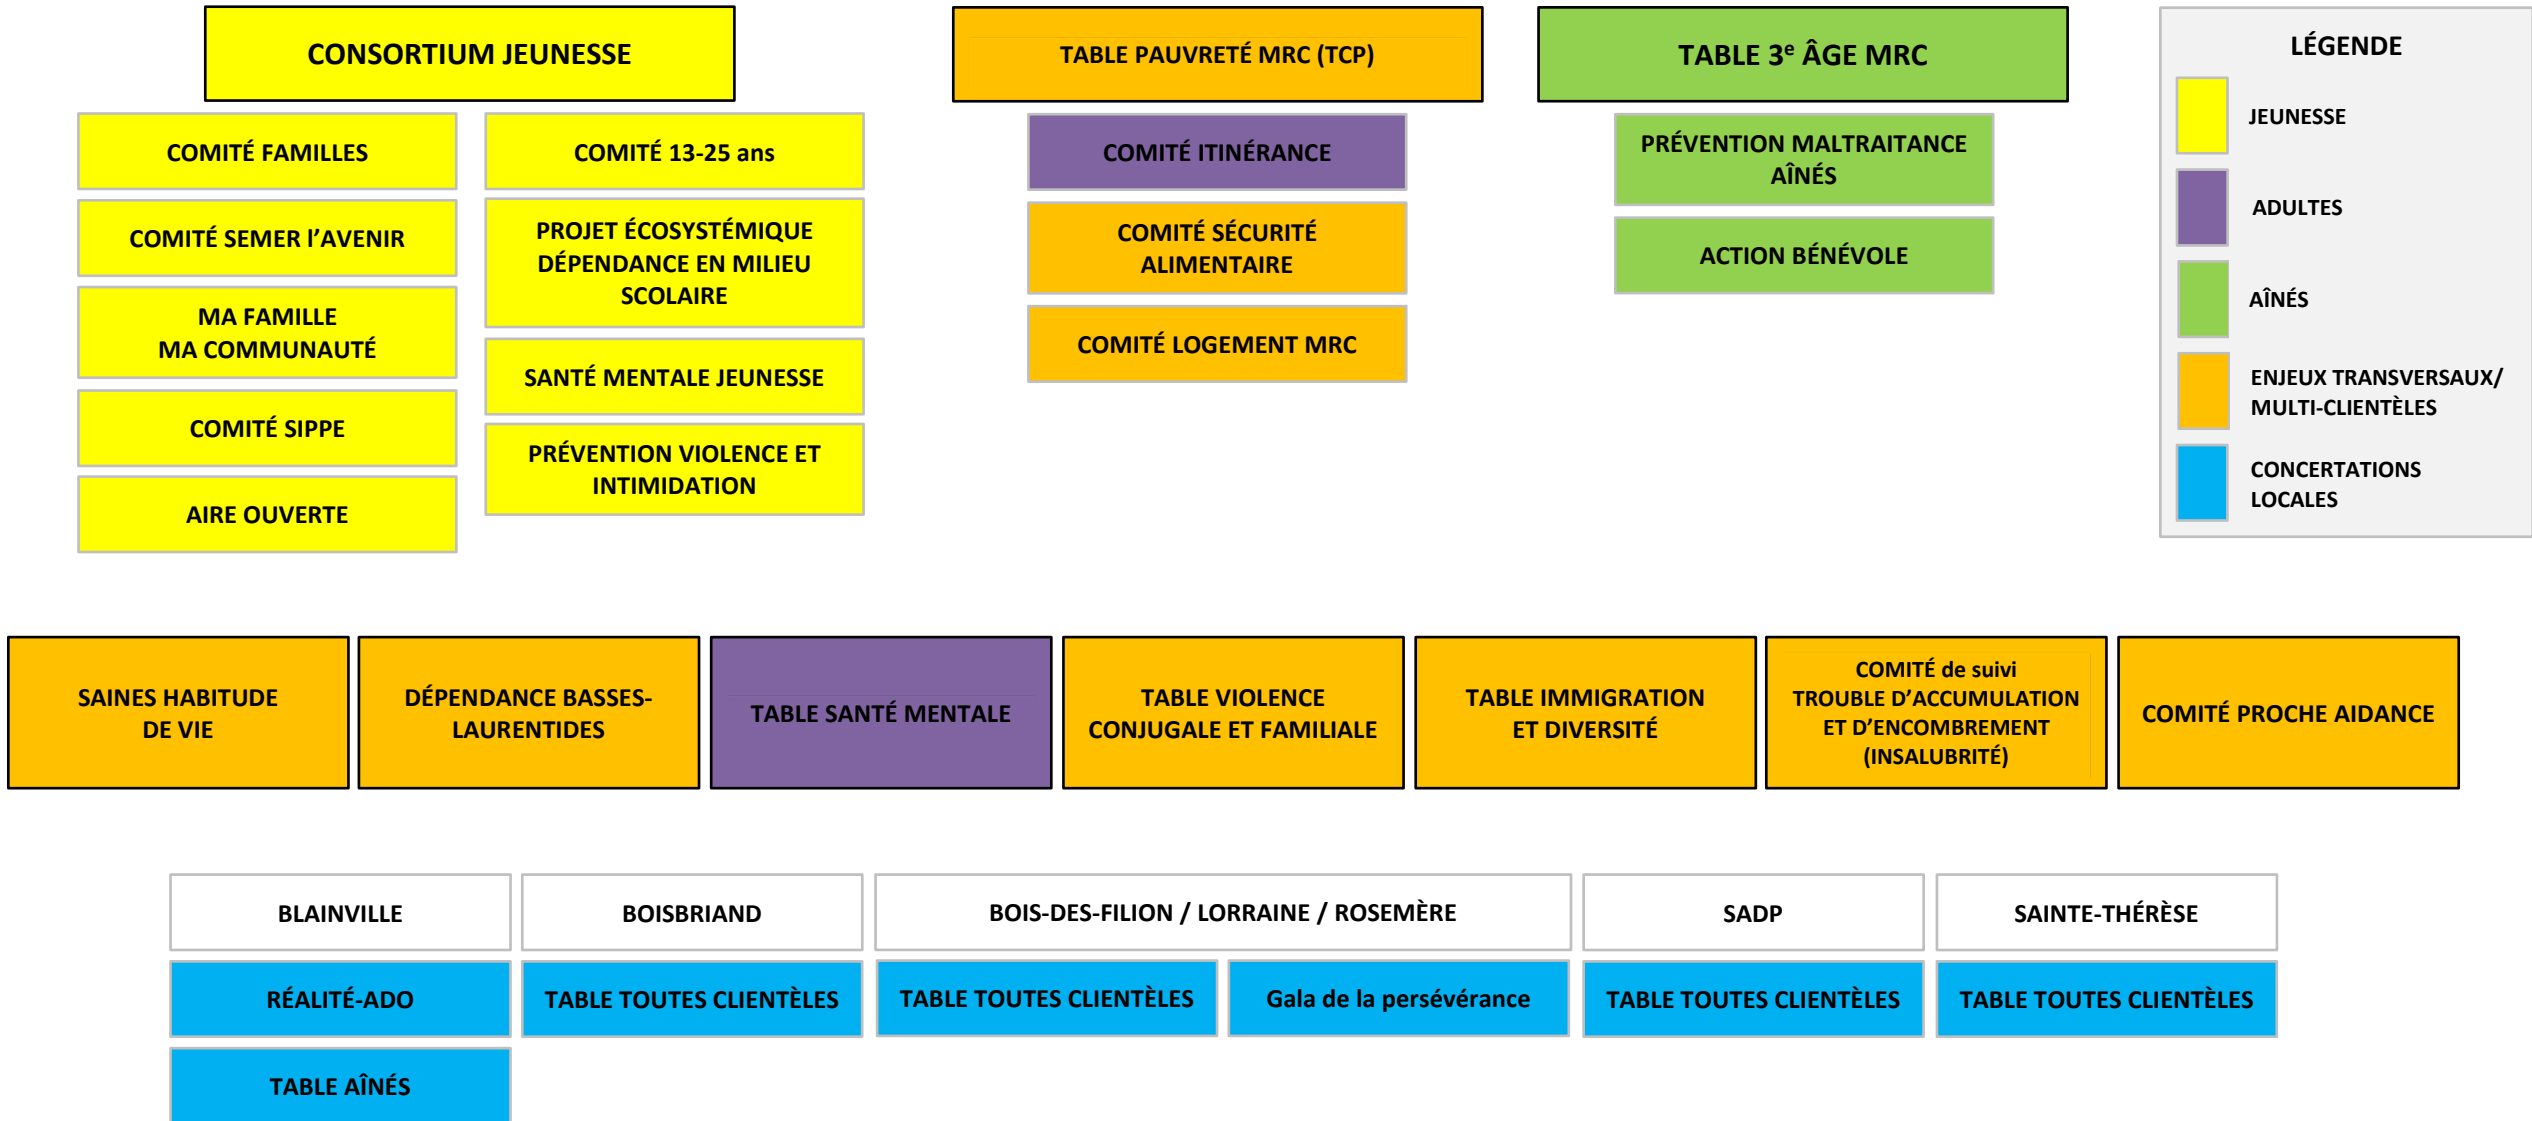 CONSORTIUM JEUNESSE
COMITÉ FAMILLES
COMITÉ SEMER l'AVENIR
MA FAMILLE
MA COMMUNAUTÉ
COMITÉ SIPPE
AIRE OUVERTE
COMITÉ 13-25 ans
PROJET ÉCOSYSTÉMIQUE
DÉPENDANCE EN MILIEU
SCOLAIRE
SANTÉ MENTALE JEUNESSE
PRÉVENTION VIOLENCE ET
INTIMIDATION
TABLE PAUVRETÉ MRC (TCP)
COMITÉ ITINÉRANCE
COMITÉ SÉCURITÉ
ALIMENTAIRE
COMITÉ LOGEMENT MRC
TABLE 3e ÂGE MRC
PRÉVENTION MALTRAITANCE
AÎNÉS
ACTION BÉNÉVOLE
LÉGENDE
JEUNESSE
ADULTES
AÎNÉS
ENJEUX TRANSVERSAUX/
MULTI-CLIENTÈLES
CONCERTATIONS
LOCALES
SAINES HABITUDE
DE VIE
DÉPENDANCE BASSES-
LAURENTIDES
TABLE SANTÉ MENTALE
TABLE VIOLENCE
CONJUGALE ET FAMILIALE
TABLE IMMIGRATION
ET DIVERSITÉ
COMITÉ de suivi
TROUBLE D'ACCUMULATION
ET D'ENCOMBREMENT
(INSALUBRITÉ)
COMITÉ PROCHE AIDANCE
BLAINVILLE
RÉALITÉ-ADO
TABLE AÎNÉS
BOISBRIAND
TABLE TOUTES CLIENTÈLES
BOIS-DES-FILION / LORRAINE / ROSEMÈRE
TABLE TOUTES CLIENTÈLES
Gala de la persévérance
SADP
TABLE TOUTES CLIENTÈLES
SAINTE-THÉRÈSE
TABLE TOUTES CLIENTÈLES